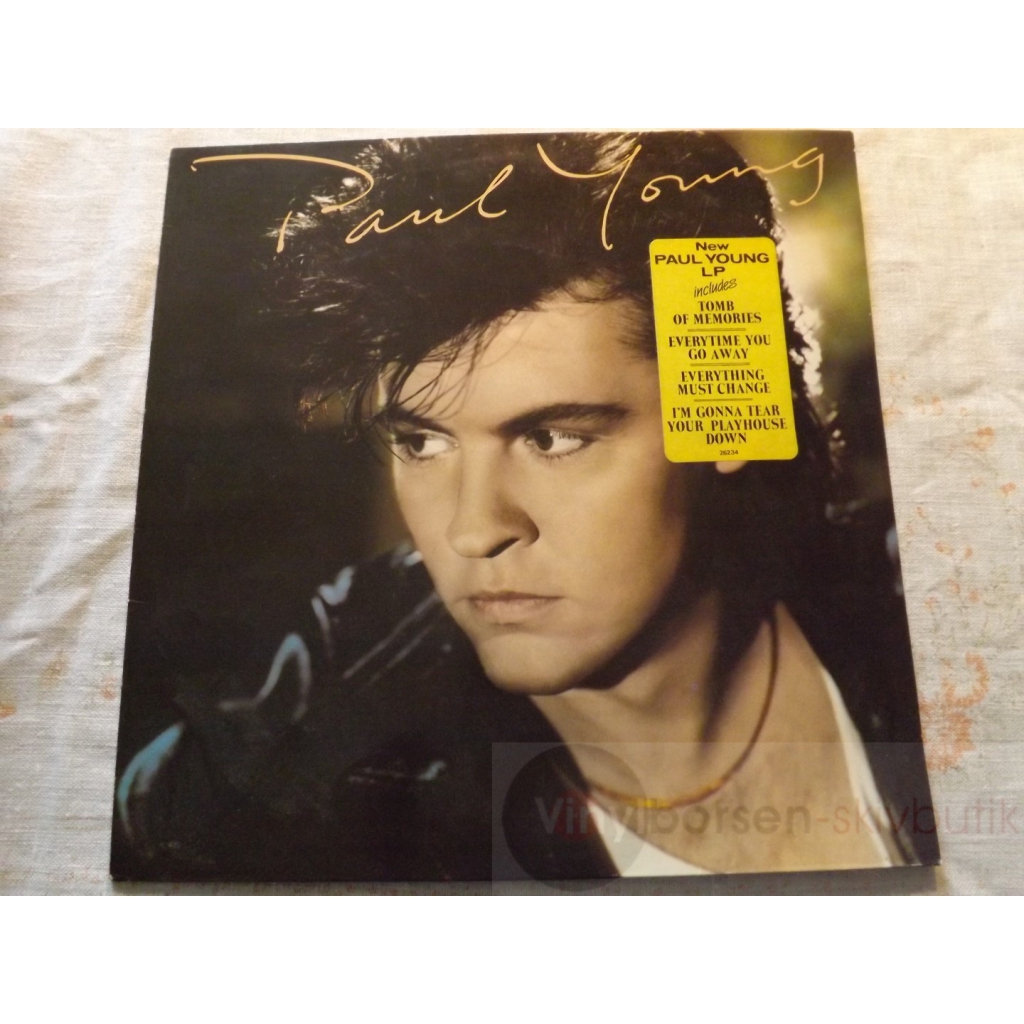 Paul Young
New
PAUL YOUNG
LP
includes
TOMB
OF MEMORIES
EVERYTIME YOU
GO AWAY
EVERYTHING
MUST CHANGE
I'M GONNA TEAR
YOUR PLAYHOUSE
DOWN
26234
Vinylborsen-skivbutik